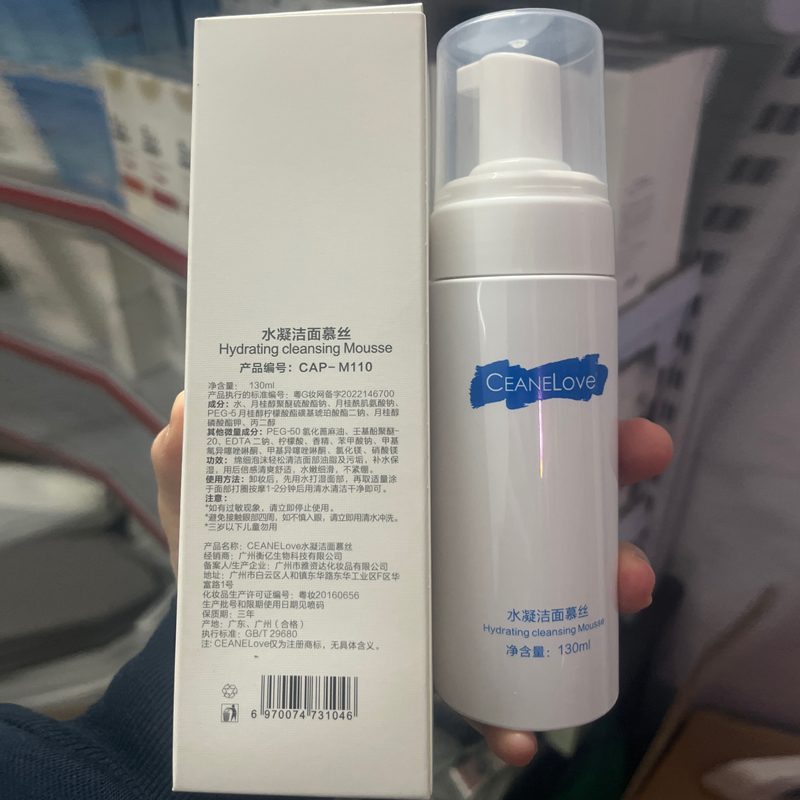 水凝洁面慕丝
Hydrating cleansing Mousse
产品编号：CAP-M110
净含量： 130ml
产品执行的标准编号：粤G妆网备字2022146700
成分：水、月桂醇聚醚硫酸酯钠、月桂酰肌氨酸钠、
PEG-5月桂醇柠檬酸酯磺基琥珀酸酯二钠、月桂醇
磷酸酯钾、丙二醇
其他微量成分：PEG-50氢化蓖麻油、壬基酚聚醚-
20、EDTA二钠、柠檬酸、香精、苯甲酸钠、甲基
氯异噻唑啉酮、甲基异噻唑啉酮、氯化镁、硝酸镁
功效：绵细泡沫轻松清洁面部油脂及污垢，补水保
湿，用后倍感清爽舒适，水嫩细滑，不紧绷。
使用方法：卸妆后，先用水打湿面部，再取适量涂
于面部打圈按摩1-2分钟后用清水清洁干净即可。
注意：
*如有过敏现象，请立即停止使用。
*避免接触眼部四周，如不慎入眼，请立即用清水冲洗。
*三岁以下儿童勿用
产品名称：CEANELove水凝洁面慕丝
经销商：广州衡亿生物科技有限公司
备案人/生产企业：广州市雅资达化妆品有限公司
地址：广州市白云区人和镇东华路东华工业区F区华
富路1号
化妆品生产许可证编号：粤妆20160656
生产批号和限期使用日期见喷码
保质期：三年
产地：广东、广州（合格）
执行标准：GB/T 29680
注：CEANELove仅为注册商标，无具体含义。
6 970074 731046
CEANELove
水凝洁面慕丝
Hydrating cleansing Mousse
净含量：130ml